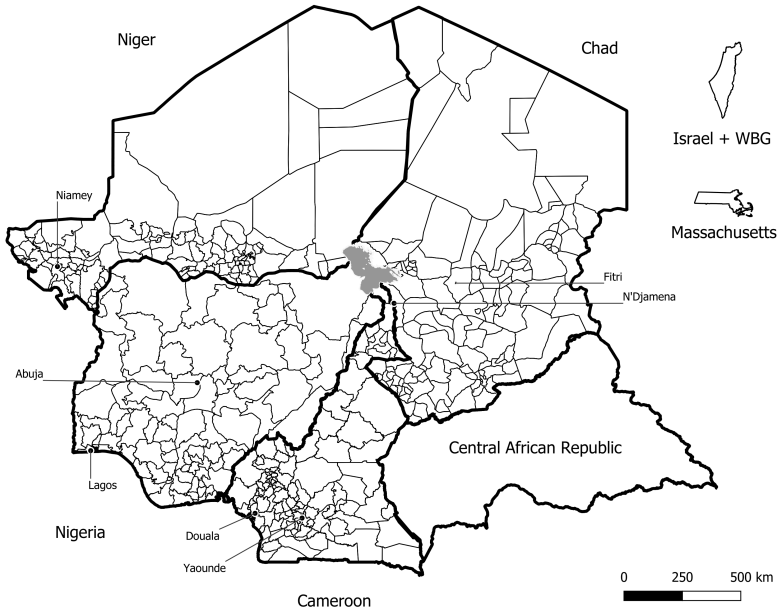 Niger
Chad
Israel + WBG
Niamey
Massachusetts
Fitri
N'Djamena
Abuja
Central African Republic
Lagos
Nigeria
Douala
Yaounde
0 250 500 km
Cameroon